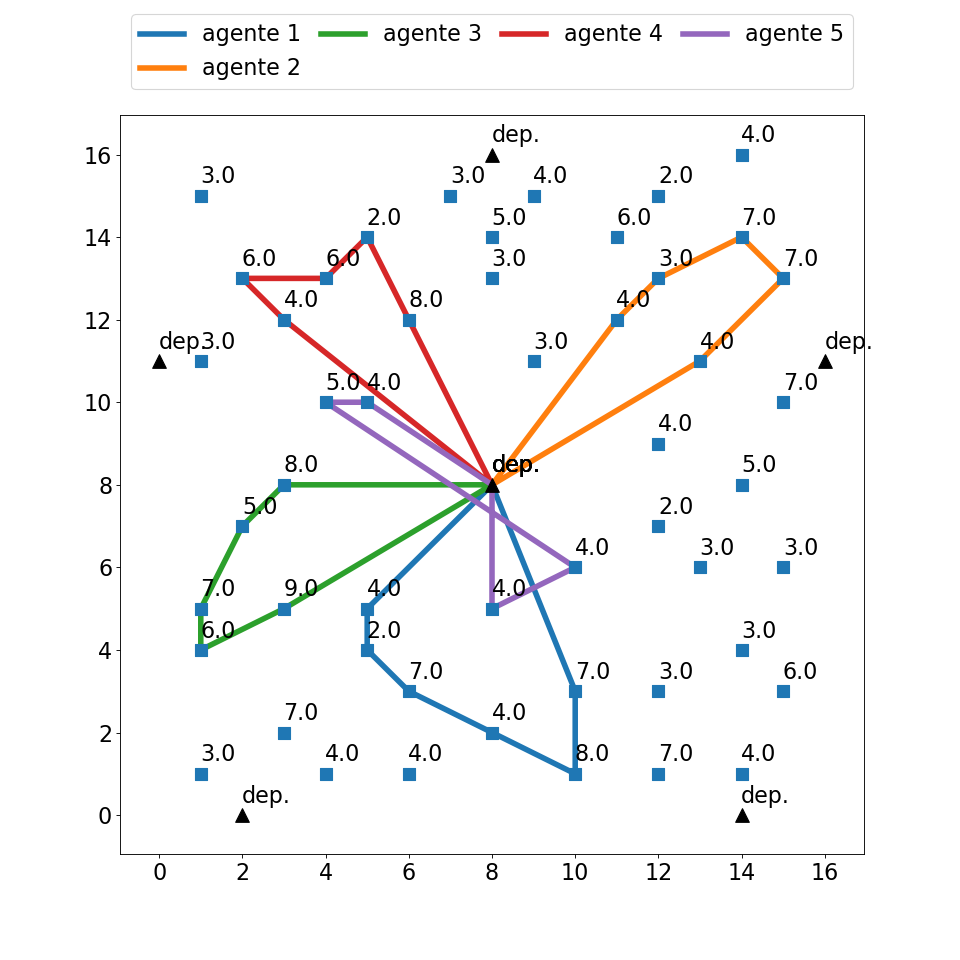 agente 1 agente 3 agente 4 agente 5
agente 2
dep. 4.0
16
3.0 3.0 4.0 2.0
2.0 5.0 6.0 7.0
14
6.0 6.0 3.0 3.0 7.0
4.0 8.0 4.0
12
dep. 3.0 3.0 4.0 dep.
5.0 4.0 7.0
10
4.0
8.0 dep. dep. 5.0
8
5.0 2.0
4.0 3.0 3.0
6
7.0 9.0 4.0 4.0
6.0 2.0 3.0
4
7.0 7.0 3.0 6.0
7.0 4.0
2
3.0 4.0 4.0 8.0 7.0 4.0
dep. dep.
0
0 2 4 6 8 10 12 14 16